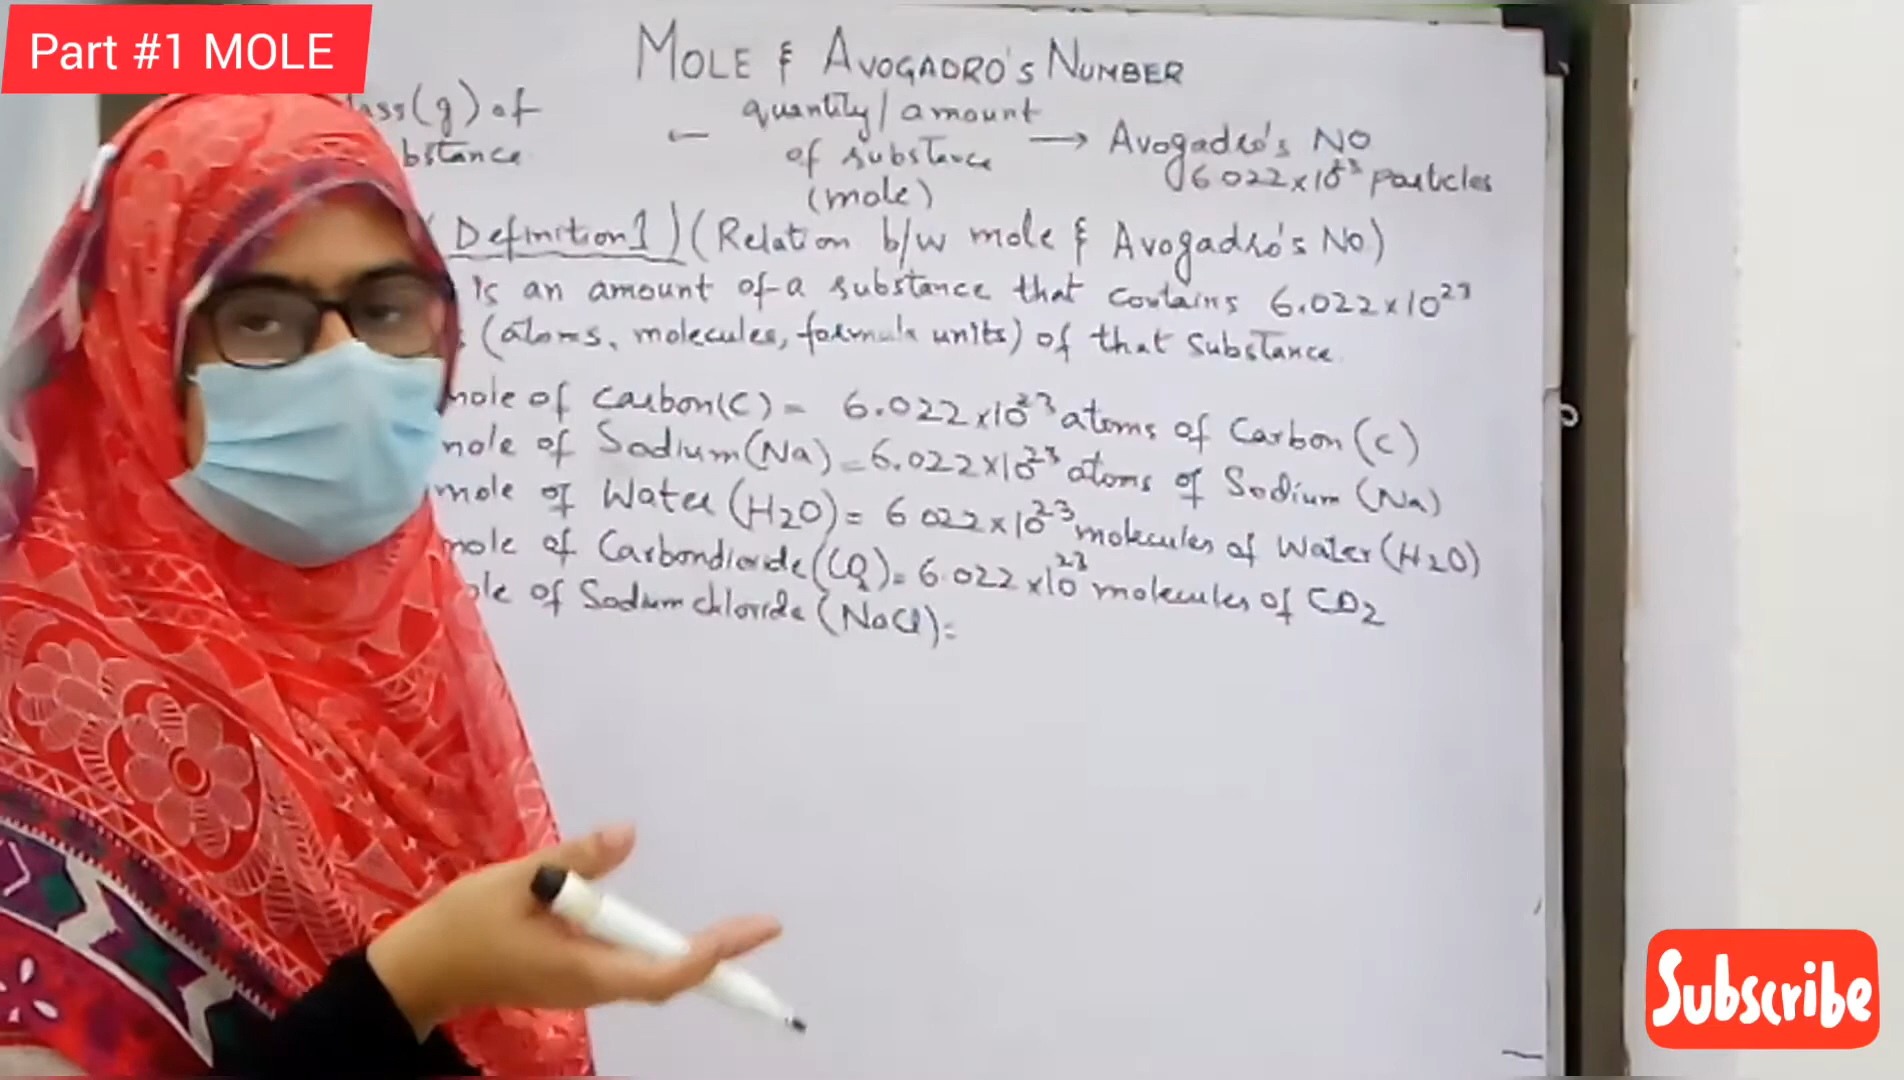 Part #1 MOLE
MOLE & AVOGADRO'S NUMBER
ass(g) of
bstance
← quantity/amount
of substance
(mole)
→ Avogadro's NO
6.022x10²³ particles
(Definition 1) (Relation b/w mole & Avogadro's No)
is an amount of a substance that contains 6.022x10²³
(atoms, molecules, formula units) of that substance.
mole of Carbon(C) = 6.022x10²³ atoms of Carbon(C)
mole of Sodium(Na) = 6.022x10²³ atoms of Sodium(Na)
mole of Water(H2O) = 6.022x10²³ molecules of Water(H2O)
mole of Carbondioxide(CO2) = 6.022x10²³ molecules of CO2
ole of Sodium chloride(NaCl) =
Subscribe